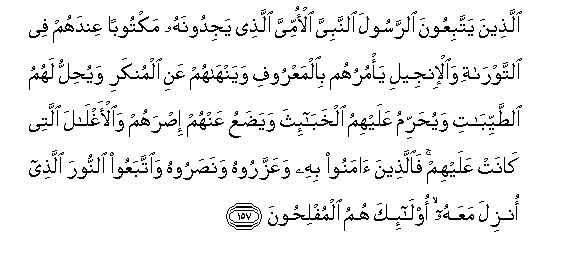 ٱلَّذِينَ يَتَّبِعُونَ ٱلرَّسُولَ ٱلنَّبِىَّ ٱلْأُمِّىَّ ٱلَّذِى يَجِدُونَهُۥ مَكْتُوبًا عِندَهُمْ فِى
ٱلتَّوْرَىٰةِ وَٱلْإِنجِيلِ يَأْمُرُهُم بِٱلْمَعْرُوفِ وَيَنْهَىٰهُمْ عَنِ ٱلْمُنكَرِ وَيُحِلُّ لَهُمُ
ٱلطَّيِّبَـٰتِ وَيُحَرِّمُ عَلَيْهِمُ ٱلْخَبَـٰٓئِثَ وَيَضَعُ عَنْهُمْ إِصْرَهُمْ وَٱلْأَغْلَـٰلَ ٱلَّتِى
كَانَتْ عَلَيْهِمْ ۚ فَٱلَّذِينَ ءَامَنُوا۟ بِهِۦ وَعَزَّرُوهُ وَنَصَرُوهُ وَٱتَّبَعُوا۟ ٱلنُّورَ ٱلَّذِىٓ
أُنزِلَ مَعَهُۥٓ ۙ أُو۟لَـٰٓئِكَ هُمُ ٱلْمُفْلِحُونَ ١٥٧